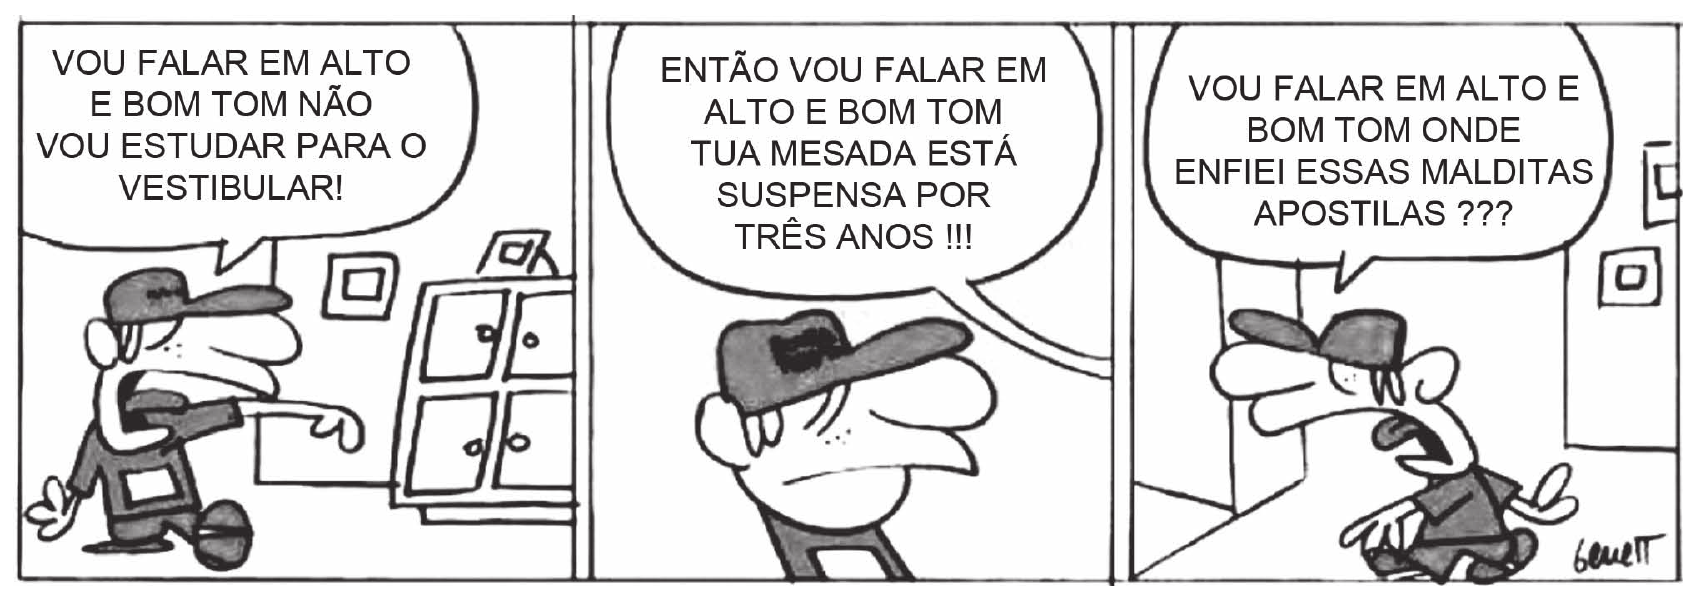 VOU FALAR EM ALTO
E BOM TOM NÃO
VOU ESTUDAR PARA O
VESTIBULAR!
ENTÃO VOU FALAR EM
ALTO E BOM TOM
TUA MESADA ESTÁ
SUSPENSA POR
TRÊS ANOS !!!
VOU FALAR EM ALTO E
BOM TOM ONDE
ENFIEI ESSAS MALDITAS
APOSTILAS ???
Benett